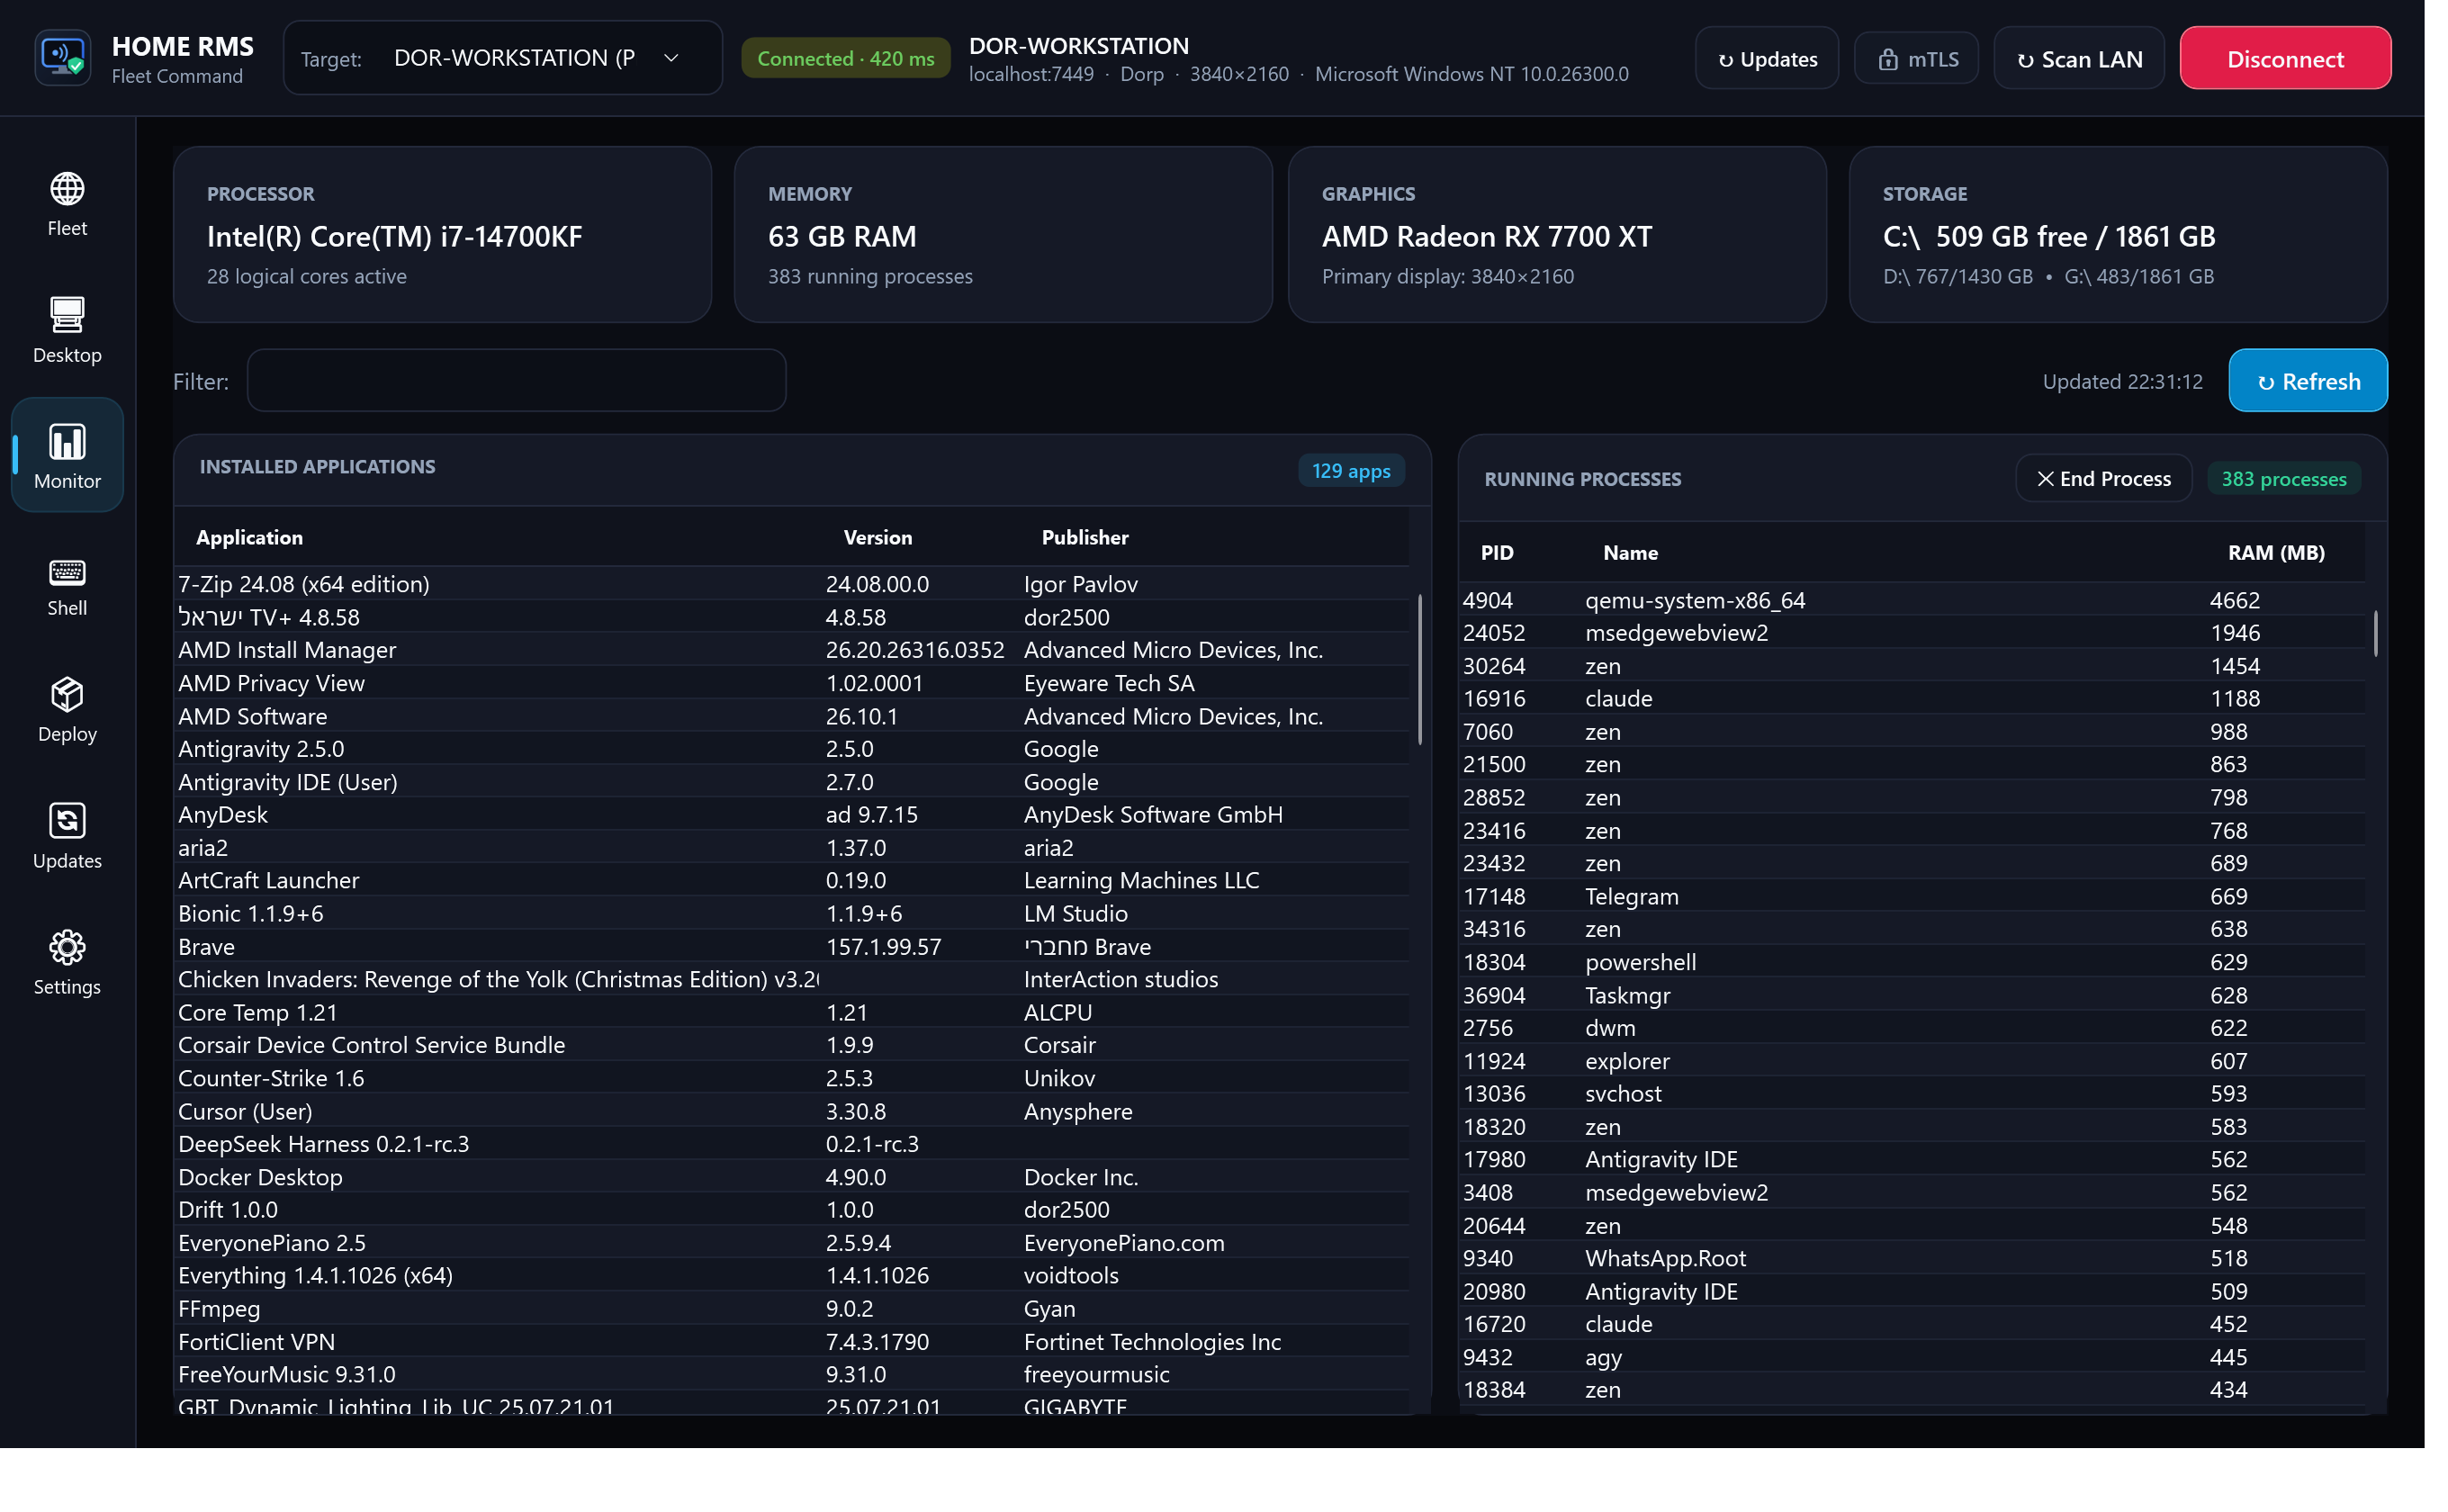 HOME RMS
Fleet Command
Target: DOR-WORKSTATION (P
Connected · 420 ms
DOR-WORKSTATION
localhost:7449 · Dorp · 3840×2160 · Microsoft Windows NT 10.0.26300.0
↻ Updates
mTLS
↻ Scan LAN
Disconnect
Fleet
Desktop
Monitor
Shell
Deploy
Updates
Settings
PROCESSOR
Intel(R) Core(TM) i7-14700KF
28 logical cores active
MEMORY
63 GB RAM
383 running processes
GRAPHICS
AMD Radeon RX 7700 XT
Primary display: 3840×2160
STORAGE
C:\ 509 GB free / 1861 GB
D:\ 767/1430 GB • G:\ 483/1861 GB
Filter:
Updated 22:31:12
↻ Refresh
INSTALLED APPLICATIONS
129 apps
Application Version Publisher
7-Zip 24.08 (x64 edition) 24.08.00.0 Igor Pavlov
ישראל TV+ 4.8.58 4.8.58 dor2500
AMD Install Manager 26.20.26316.0352 Advanced Micro Devices, Inc.
AMD Privacy View 1.02.0001 Eyeware Tech SA
AMD Software 26.10.1 Advanced Micro Devices, Inc.
Antigravity 2.5.0 2.5.0 Google
Antigravity IDE (User) 2.7.0 Google
AnyDesk ad 9.7.15 AnyDesk Software GmbH
aria2 1.37.0 aria2
ArtCraft Launcher 0.19.0 Learning Machines LLC
Bionic 1.1.9+6 1.1.9+6 LM Studio
Brave 157.1.99.57 מחברי Brave
Chicken Invaders: Revenge of the Yolk (Christmas Edition) v3.2 InterAction studios
Core Temp 1.21 1.21 ALCPU
Corsair Device Control Service Bundle 1.9.9 Corsair
Counter-Strike 1.6 2.5.3 Unikov
Cursor (User) 3.30.8 Anysphere
DeepSeek Harness 0.2.1-rc.3 0.2.1-rc.3
Docker Desktop 4.90.0 Docker Inc.
Drift 1.0.0 1.0.0 dor2500
EveryonePiano 2.5 2.5.9.4 EveryonePiano.com
Everything 1.4.1.1026 (x64) 1.4.1.1026 voidtools
FFmpeg 9.0.2 Gyan
FortiClient VPN 7.4.3.1790 Fortinet Technologies Inc
FreeYourMusic 9.31.0 9.31.0 freeyourmusic
GBT_Dynamic_Lighting_Lib_UC 25.07.21.01 25.07.21.01 GIGABYTE
RUNNING PROCESSES
✕ End Process
383 processes
PID Name RAM (MB)
4904 qemu-system-x86_64 4662
24052 msedgewebview2 1946
30264 zen 1454
16916 claude 1188
7060 zen 988
21500 zen 863
28852 zen 798
23416 zen 768
23432 zen 689
17148 Telegram 669
34316 zen 638
18304 powershell 629
36904 Taskmgr 628
2756 dwm 622
11924 explorer 607
13036 svchost 593
18320 zen 583
17980 Antigravity IDE 562
3408 msedgewebview2 562
20644 zen 548
9340 WhatsApp.Root 518
20980 Antigravity IDE 509
16720 claude 452
9432 agy 445
18384 zen 434